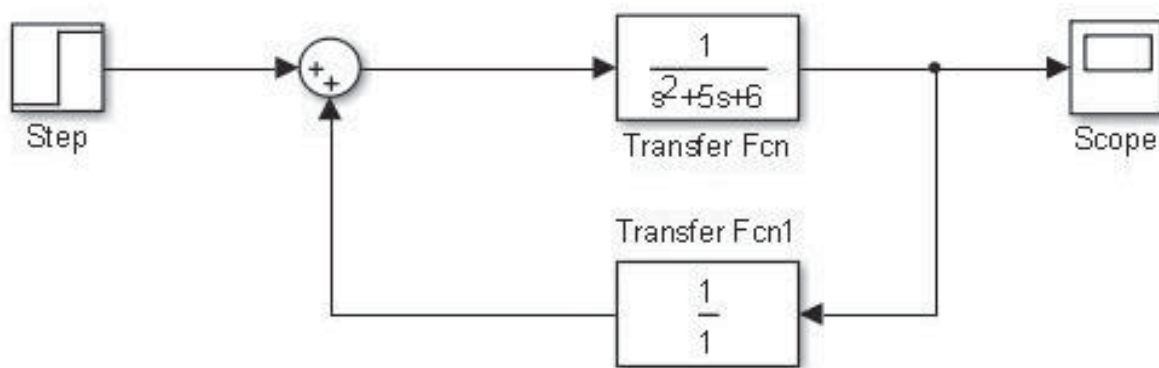 Step
+
+
1
s²+5s+6
Transfer Fcn
Scope
Transfer Fcn1
1
1